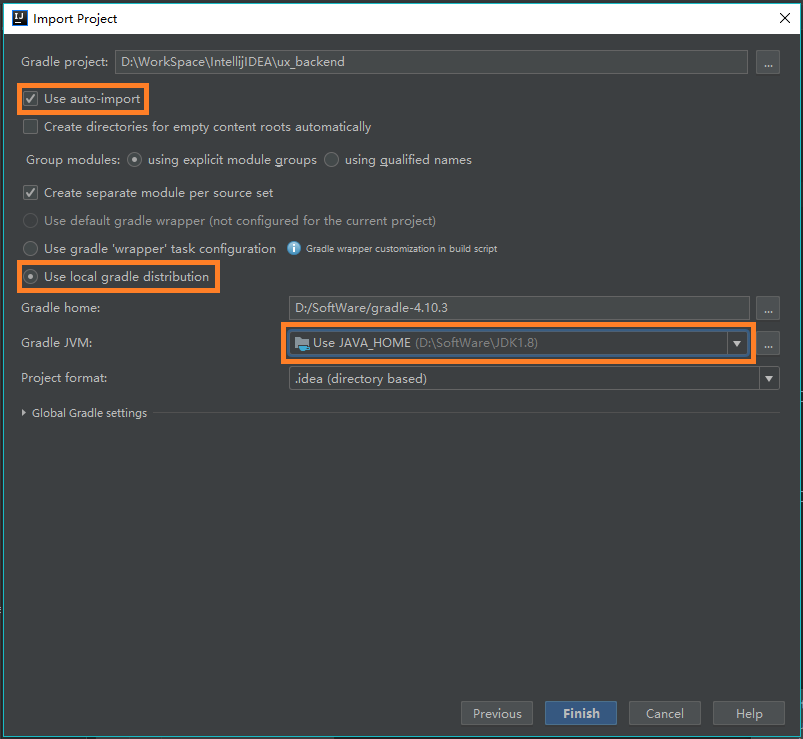 IJ Import Project
Gradle project: D:\WorkSpace\IntellijIDEA\ux_backend ...
Use auto-import
Create directories for empty content roots automatically
Group modules: using explicit module groups using qualified names
Create separate module per source set
Use default gradle wrapper (not configured for the current project)
Use gradle 'wrapper' task configuration i Gradle wrapper customization in build script
Use local gradle distribution
Gradle home: D:/SoftWare/gradle-4.10.3 ...
Gradle JVM: Use JAVA_HOME (D:\SoftWare\JDK1.8) ...
Project format: .idea (directory based)
Global Gradle settings
Previous Finish Cancel Help